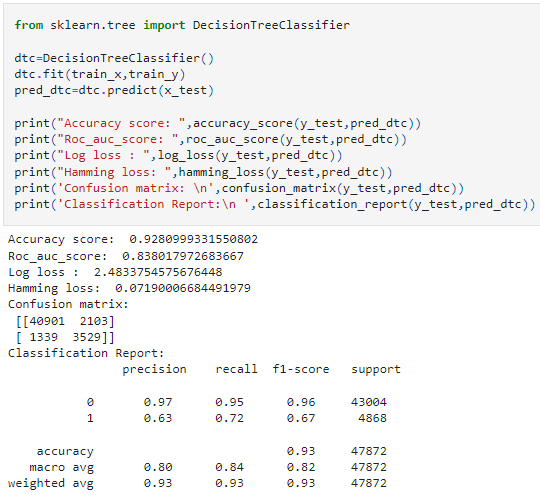 from sklearn.tree import DecisionTreeClassifier
dtc=DecisionTreeClassifier()
dtc.fit(train_x,train_y)
pred_dtc=dtc.predict(x_test)
print("Accuracy score: ",accuracy_score(y_test,pred_dtc))
print("Roc_auc_score: ",roc_auc_score(y_test,pred_dtc))
print("Log loss : ",log_loss(y_test,pred_dtc))
print("Hamming loss: ",hamming_loss(y_test,pred_dtc))
print('Confusion matrix: \n',confusion_matrix(y_test,pred_dtc))
print('Classification Report:\n ',classification_report(y_test,pred_dtc))
Accuracy score:  0.9280999331550802
Roc_auc_score:  0.838017972683667
Log loss :  2.4833754575676448
Hamming loss:  0.07190006684491979
Confusion matrix:
[[40901  2103]
[ 1339  3529]]
Classification Report:
precision    recall  f1-score   support
0       0.97      0.95      0.96     43004
1       0.63      0.72      0.67      4868
accuracy                           0.93     47872
macro avg       0.80      0.84      0.82     47872
weighted avg       0.93      0.93      0.93     47872